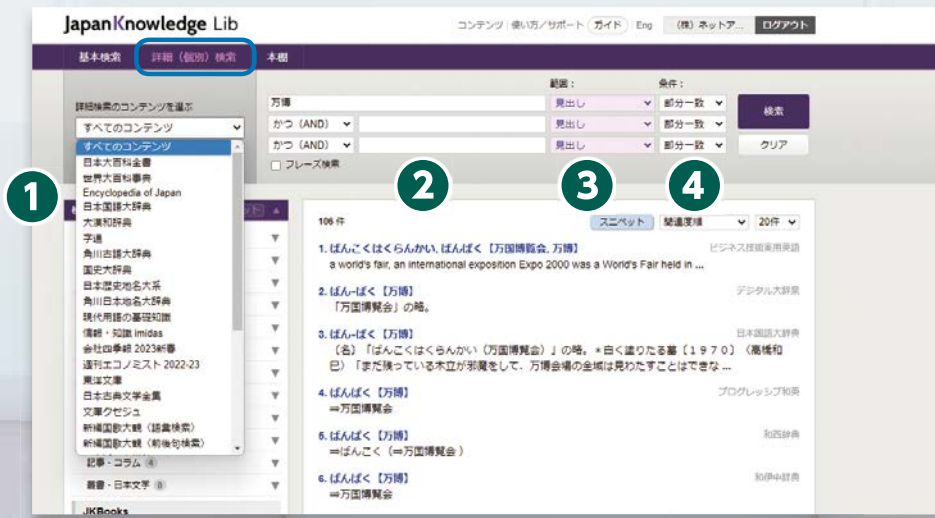 JapanKnowledge Lib
コンテンツ 使い方／サポート ガイド Eng (株) ネットア... ログアウト
基本検索 詳細（個別）検索 本棚
範囲： 条件：
詳細検索のコンテンツを選ぶ
万博 見出し 部分一致 検索
すべてのコンテンツ
かつ (AND) 見出し 部分一致
かつ (AND) 見出し 部分一致 クリア
フレーズ検索
すべてのコンテンツ
日本大百科全書
世界大百科事典
Encyclopedia of Japan
日本国語大辞典
大漢和辞典
字通
角川古語大辞典
国史大辞典
日本歴史地名大系
角川日本地名大辞典
現代用語の基礎知識
情報・知識 imidas
会社四季報 2023新春
週刊エコノミスト 2022-23
東洋文庫
日本古典文学全集
文庫クセジュ
新編国歌大観（語彙検索）
新編国歌大観（前後句検索）
記事・コラム 4
叢書・日本文学 0
JKBooks
1
2
3
4
106 件 スニペット 関連度順 20件
1. ばんこくはくらんかい, ばんぱく【万国博覧会, 万博】 ビジネス技術実用英語
a world's fair, an international exposition Expo 2000 was a World's Fair held in ...
2. ばん-ぱく【万博】 デジタル大辞泉
「万国博覧会」の略。
3. ばん-ぱく【万博】 日本国語大辞典
〔名〕「ばんこくはくらんかい（万国博覧会）」の略。＊白く塗りたる墓〔１９７０〕〈高橋和
巳〉「まだ残っている木立が邪魔をして、万博会場の全域は見わたすことはできな ...
4. ばんぱく【万博】 プログレッシブ和英
⇒万国博覧会
5. ばんぱく【万博】 和西辞典
⇒ばんこく（⇒万国博覧会）
6. ばんぱく【万博】 和伊中辞典
⇒万国博覧会